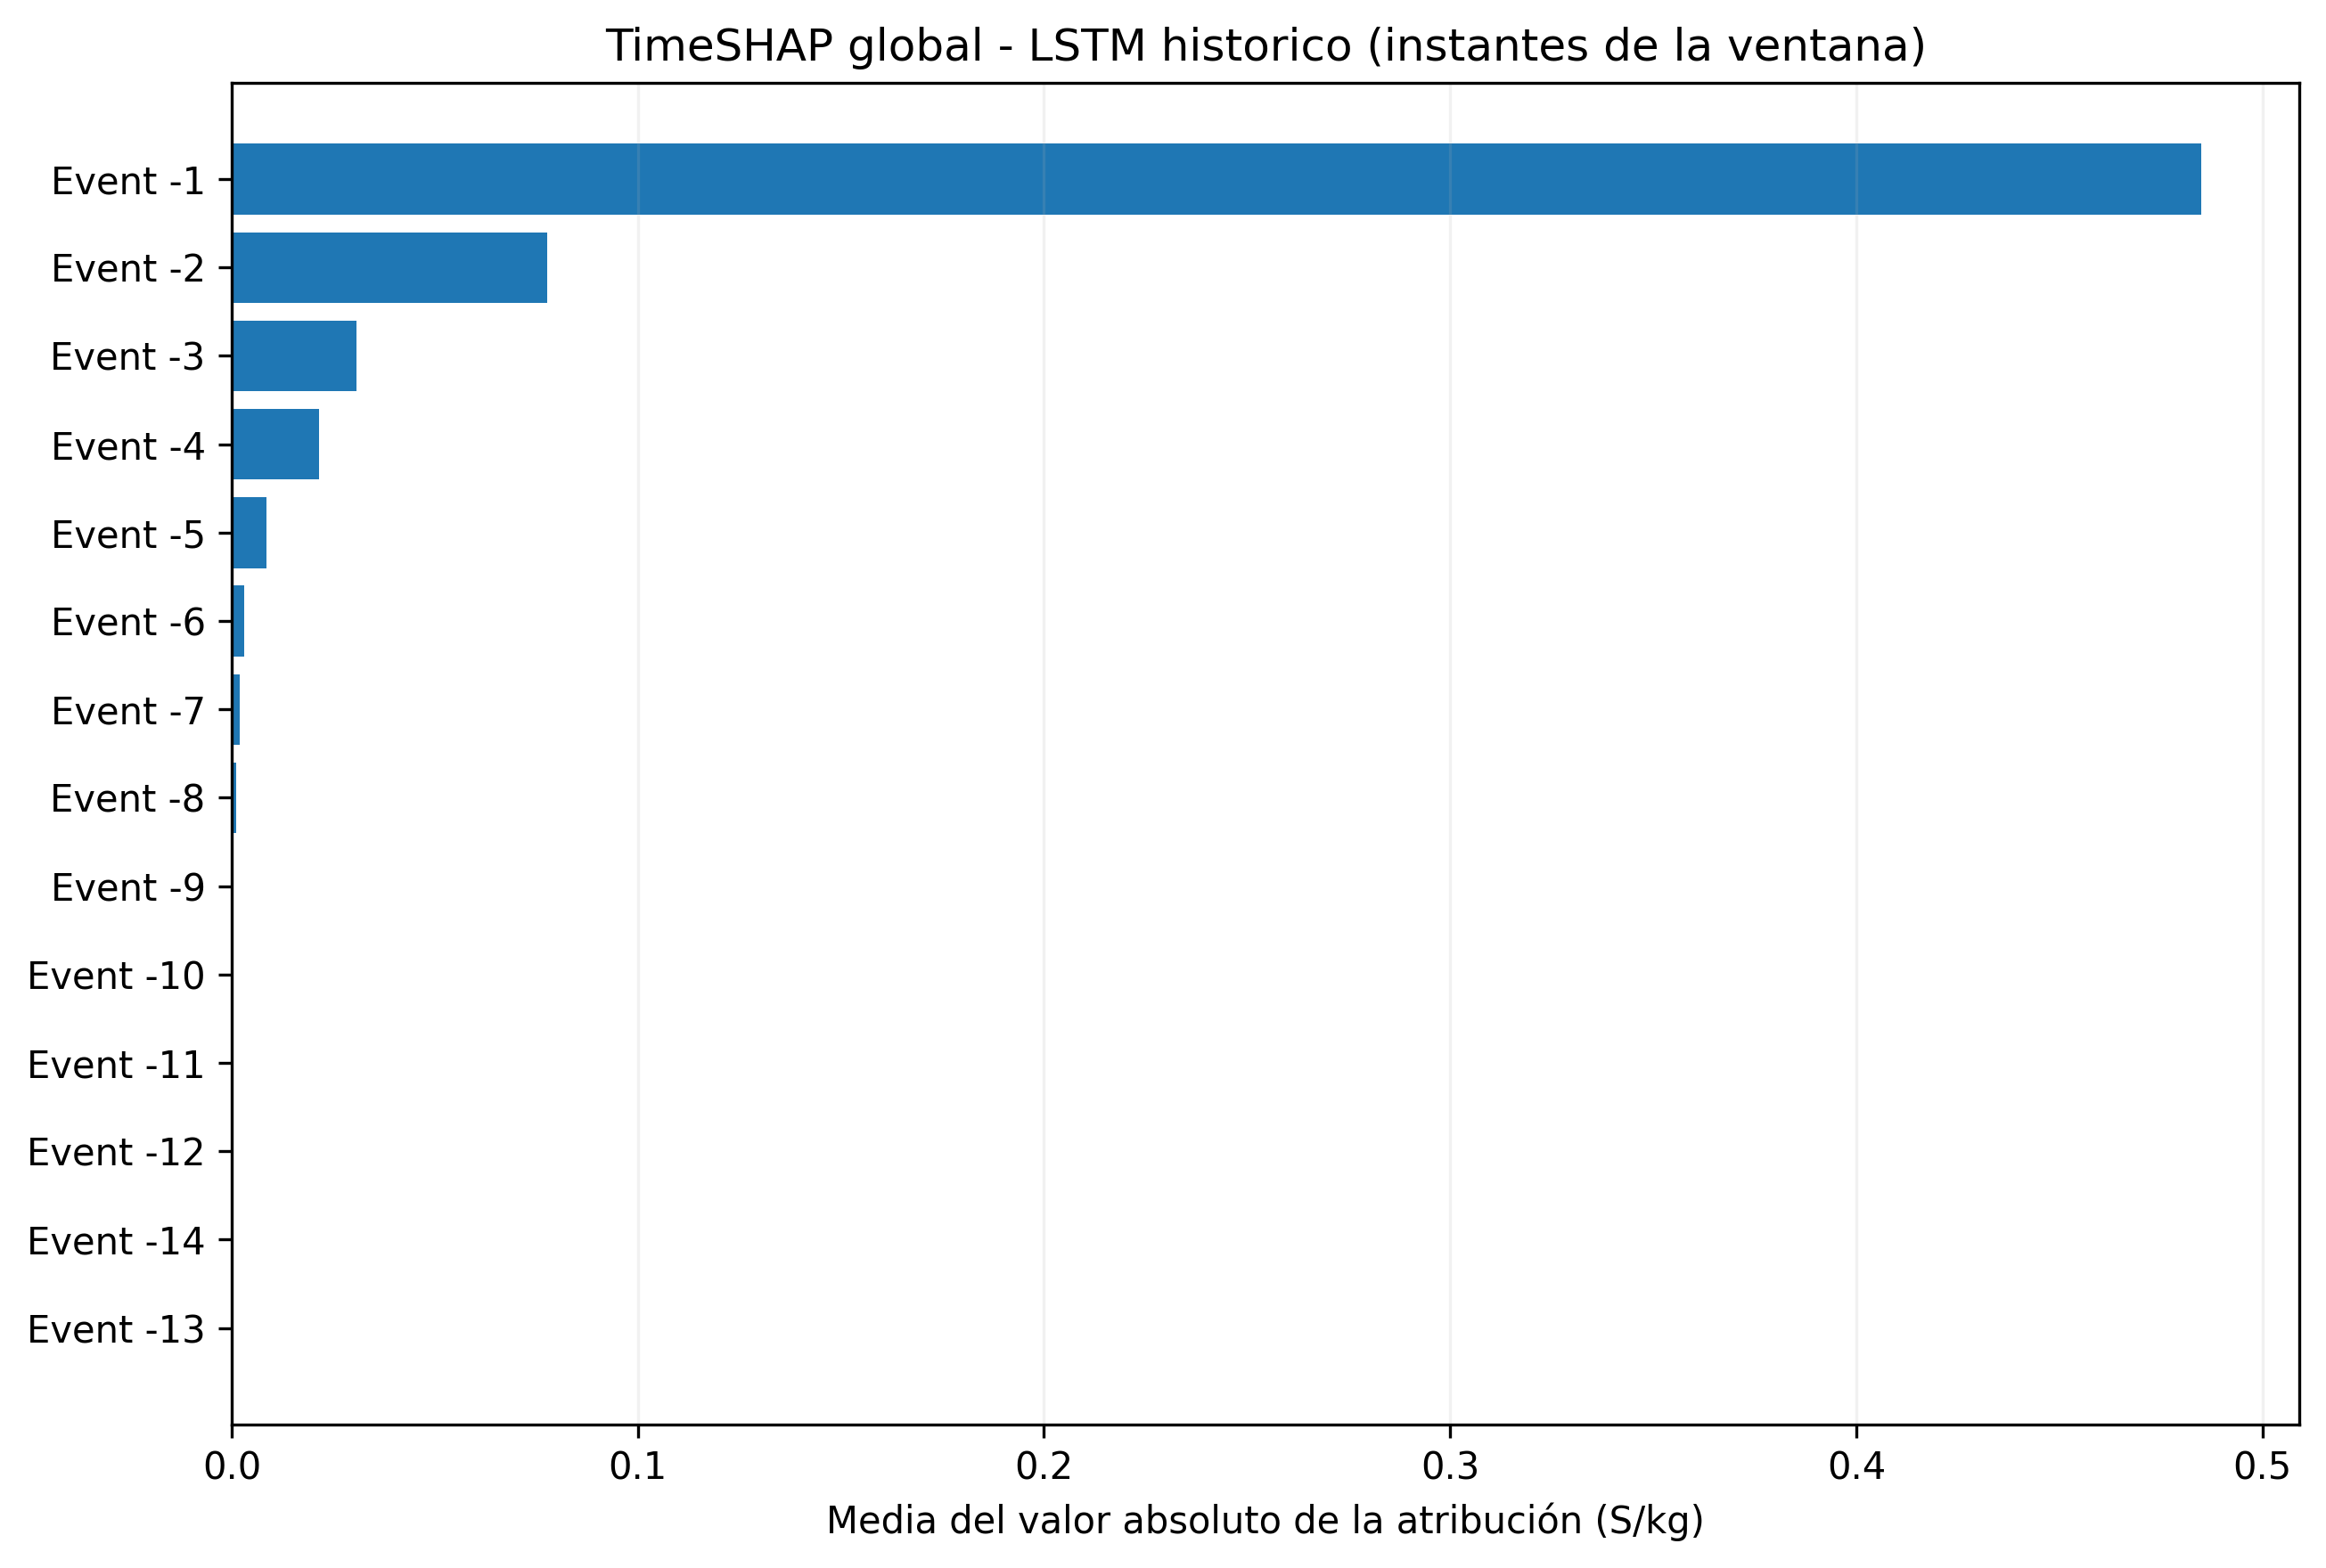 TimeSHAP global - LSTM historico (instantes de la ventana)
Event -1
Event -2
Event -3
Event -4
Event -5
Event -6
Event -7
Event -8
Event -9
Event -10
Event -11
Event -12
Event -14
Event -13
0.0 0.1 0.2 0.3 0.4 0.5
Media del valor absoluto de la atribución (S/kg)